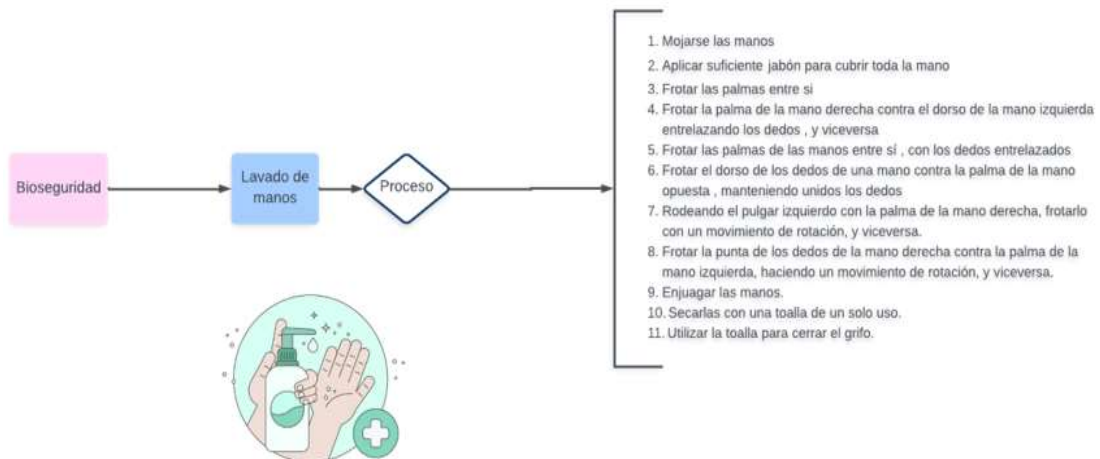 Bioseguridad
Lavado de
manos
Proceso
1. Mojarse las manos
2. Aplicar suficiente jabón para cubrir toda la mano
3. Frotar las palmas entre si
4. Frotar la palma de la mano derecha contra el dorso de la mano izquierda
entrelazando los dedos , y viceversa
5. Frotar las palmas de las manos entre sí , con los dedos entrelazados
6. Frotar el dorso de los dedos de una mano contra la palma de la mano
opuesta , manteniendo unidos los dedos
7. Rodeando el pulgar izquierdo con la palma de la mano derecha, frotarlo
con un movimiento de rotación, y viceversa.
8. Frotar la punta de los dedos de la mano derecha contra la palma de la
mano izquierda, haciendo un movimiento de rotación, y viceversa.
9. Enjuagar las manos.
10. Secarlas con una toalla de un solo uso.
11. Utilizar la toalla para cerrar el grifo.